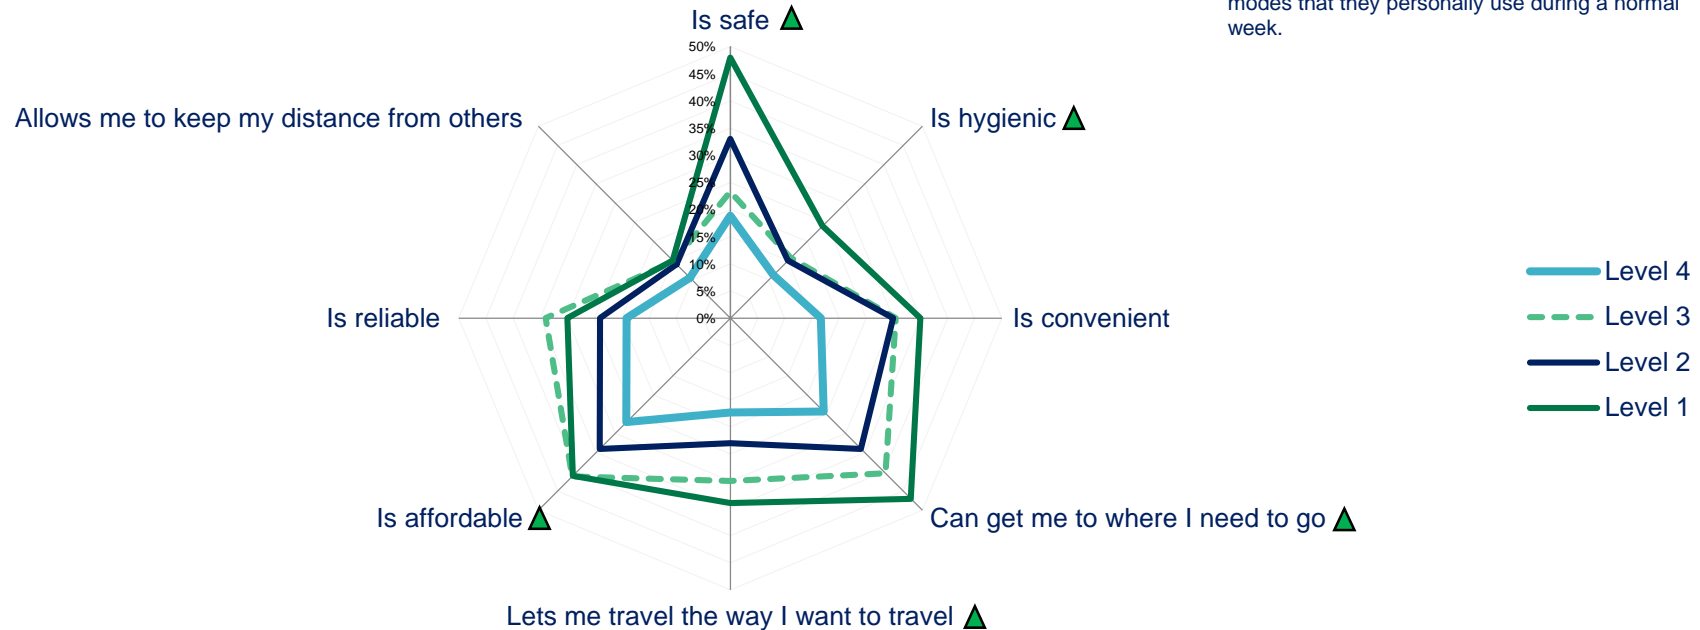 modes that they personally use during a normal
week.
Is safe
50%
45%
40%
35%
30%
25%
20%
15%
10%
5%
0%
Allows me to keep my distance from others
Is hygienic
Is reliable
Is convenient
Is affordable
Can get me to where I need to go
Lets me travel the way I want to travel
Level 4
Level 3
Level 2
Level 1